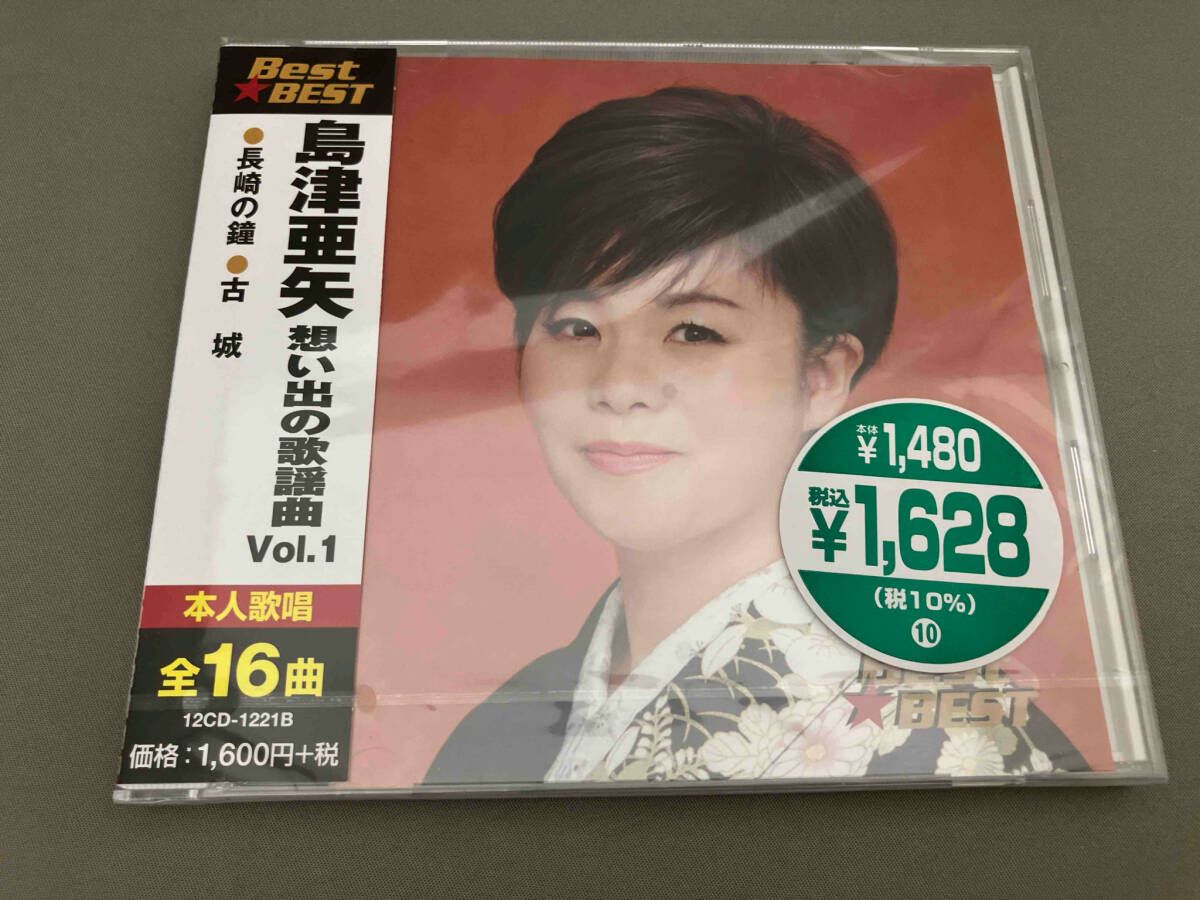 Best
★BEST
島津亜矢
想い出の歌謡曲
Vol.1
●長崎の鐘
●古 城
本人歌唱
全16曲
12CD-1221B
価格:1,600円+税
本体
¥1,480
税込
¥1,628
(税10%)
⑩
BEST
★BEST